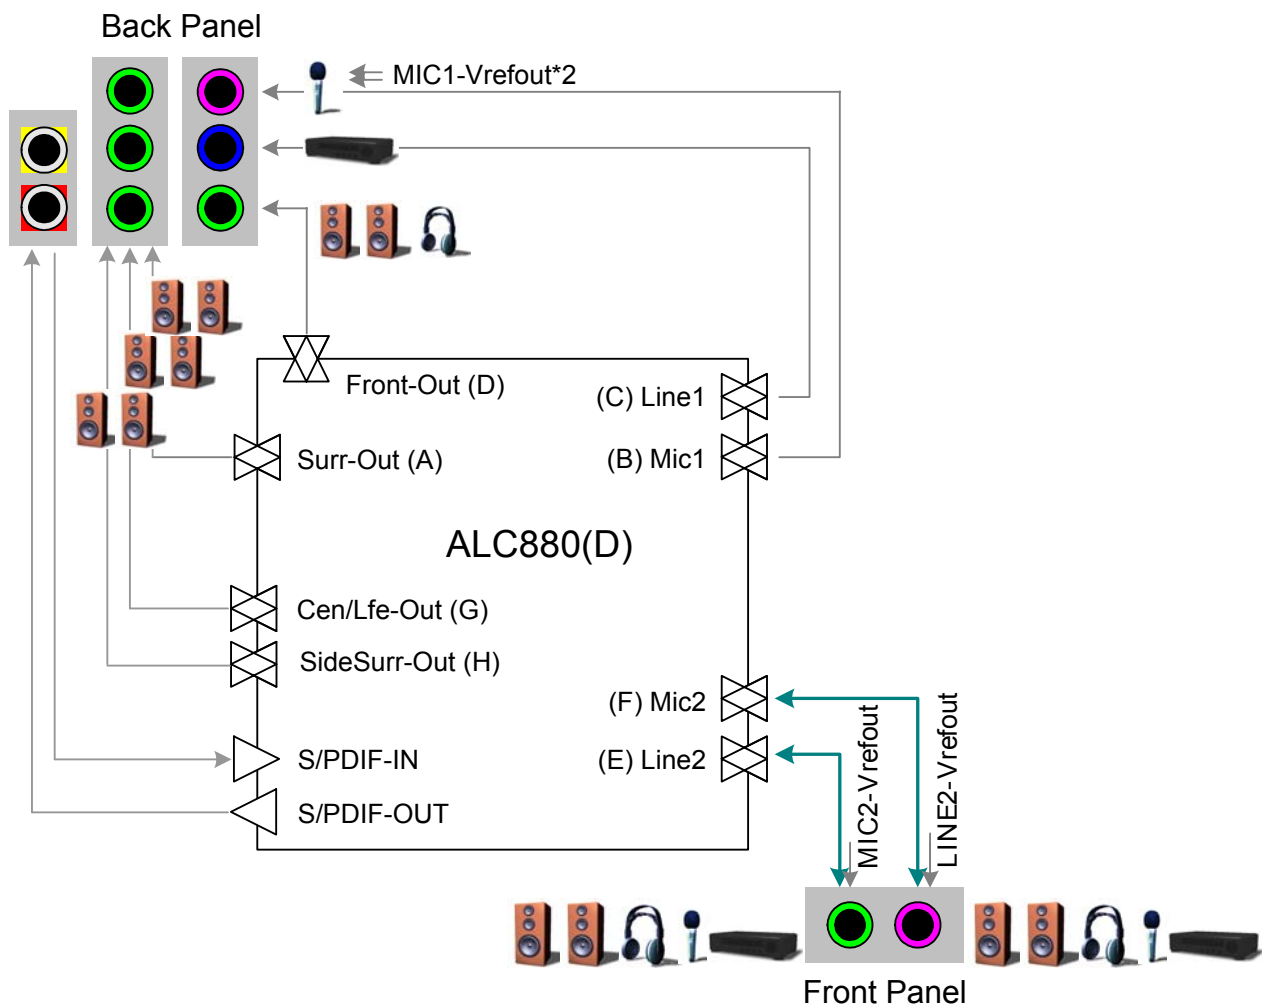 Back Panel
MIC1-Vrefout*2
Front-Out (D)
(C) Line1
Surr-Out (A)
(B) Mic1
ALC880(D)
Cen/Lfe-Out (G)
SideSurr-Out (H)
(F) Mic2
S/PDIF-IN
(E) Line2
S/PDIF-OUT
MIC2-Vrefout
LINE2-Vrefout
Front Panel